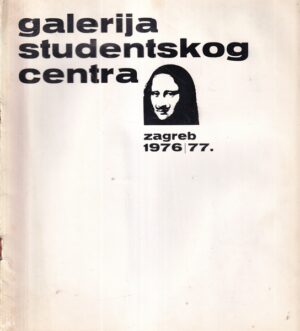 galerija
studentskog
centra
zagreb
1976|77.